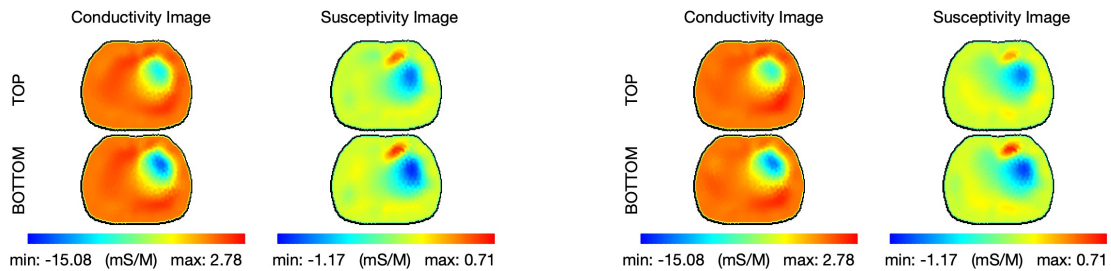 Conductivity Image Susceptivity Image Conductivity Image Susceptivity Image
TOP TOP
BOTTOM BOTTOM
min: -15.08 (mS/M) max: 2.78 min: -1.17 (mS/M) max: 0.71 min: -15.08 (mS/M) max: 2.78 min: -1.17 (mS/M) max: 0.71